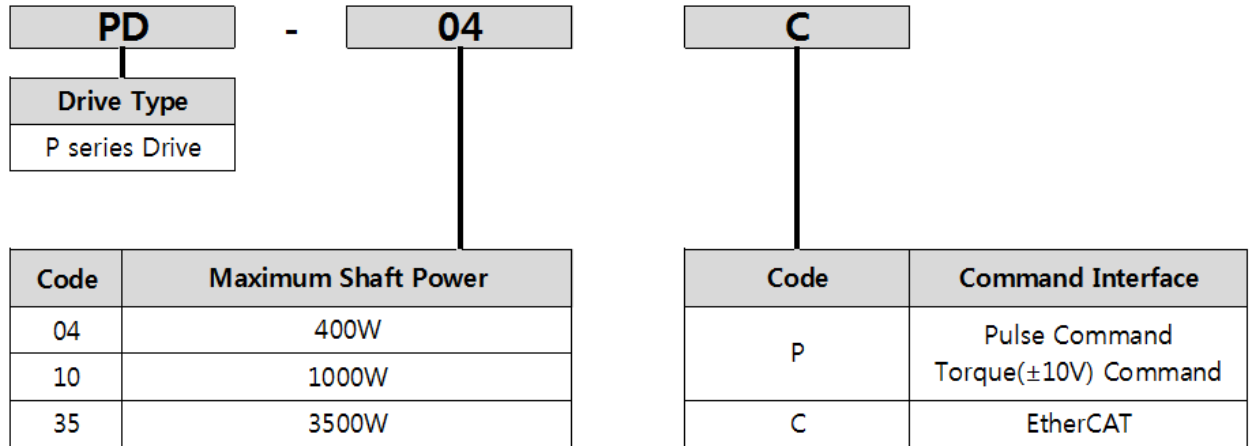 PD - 04 C
Drive Type
P series Drive
Code Maximum Shaft Power
04 400W
10 1000W
35 3500W
Code Command Interface
P Pulse Command
Torque(±10V) Command
C EtherCAT